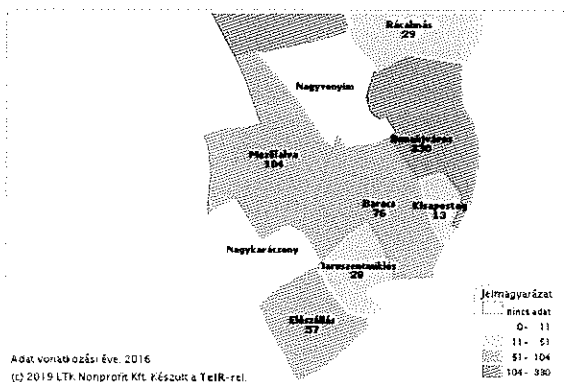 Rácalmás
29
Nagyvenyim
Dunaújváros
330
Mezőfalva
104
Baracs
76
Kisapostag
13
Nagykarácsony
Daruszentmiklós
20
Előszállás
57
Jelmagyarázat
nincs adat
0- 11
11- 51
51- 104
104- 330
Adat vonatkozási éve: 2016
(c) 2019 LTK Nonprofit Kft. Készült a TeIR-rel.